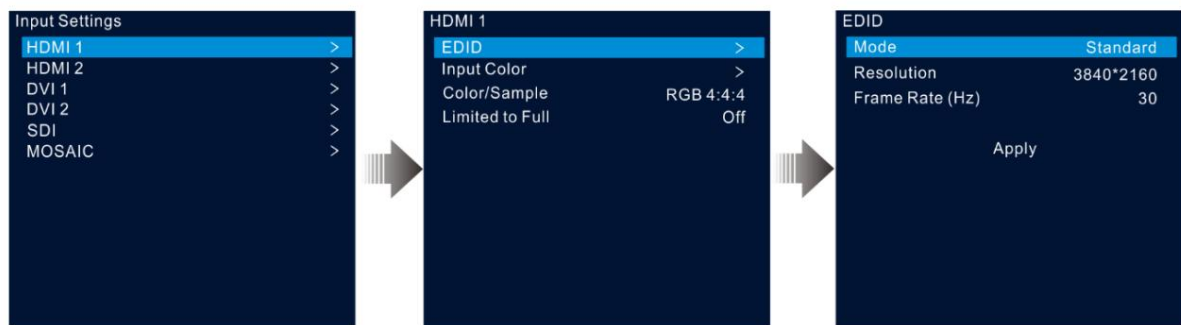 Input Settings
HDMI 1 >
HDMI 2 >
DVI 1 >
DVI 2 >
SDI >
MOSAIC >
HDMI 1
EDID >
Input Color >
Color/Sample RGB 4:4:4
Limited to Full Off
EDID
Mode Standard
Resolution 3840*2160
Frame Rate (Hz) 30
Apply